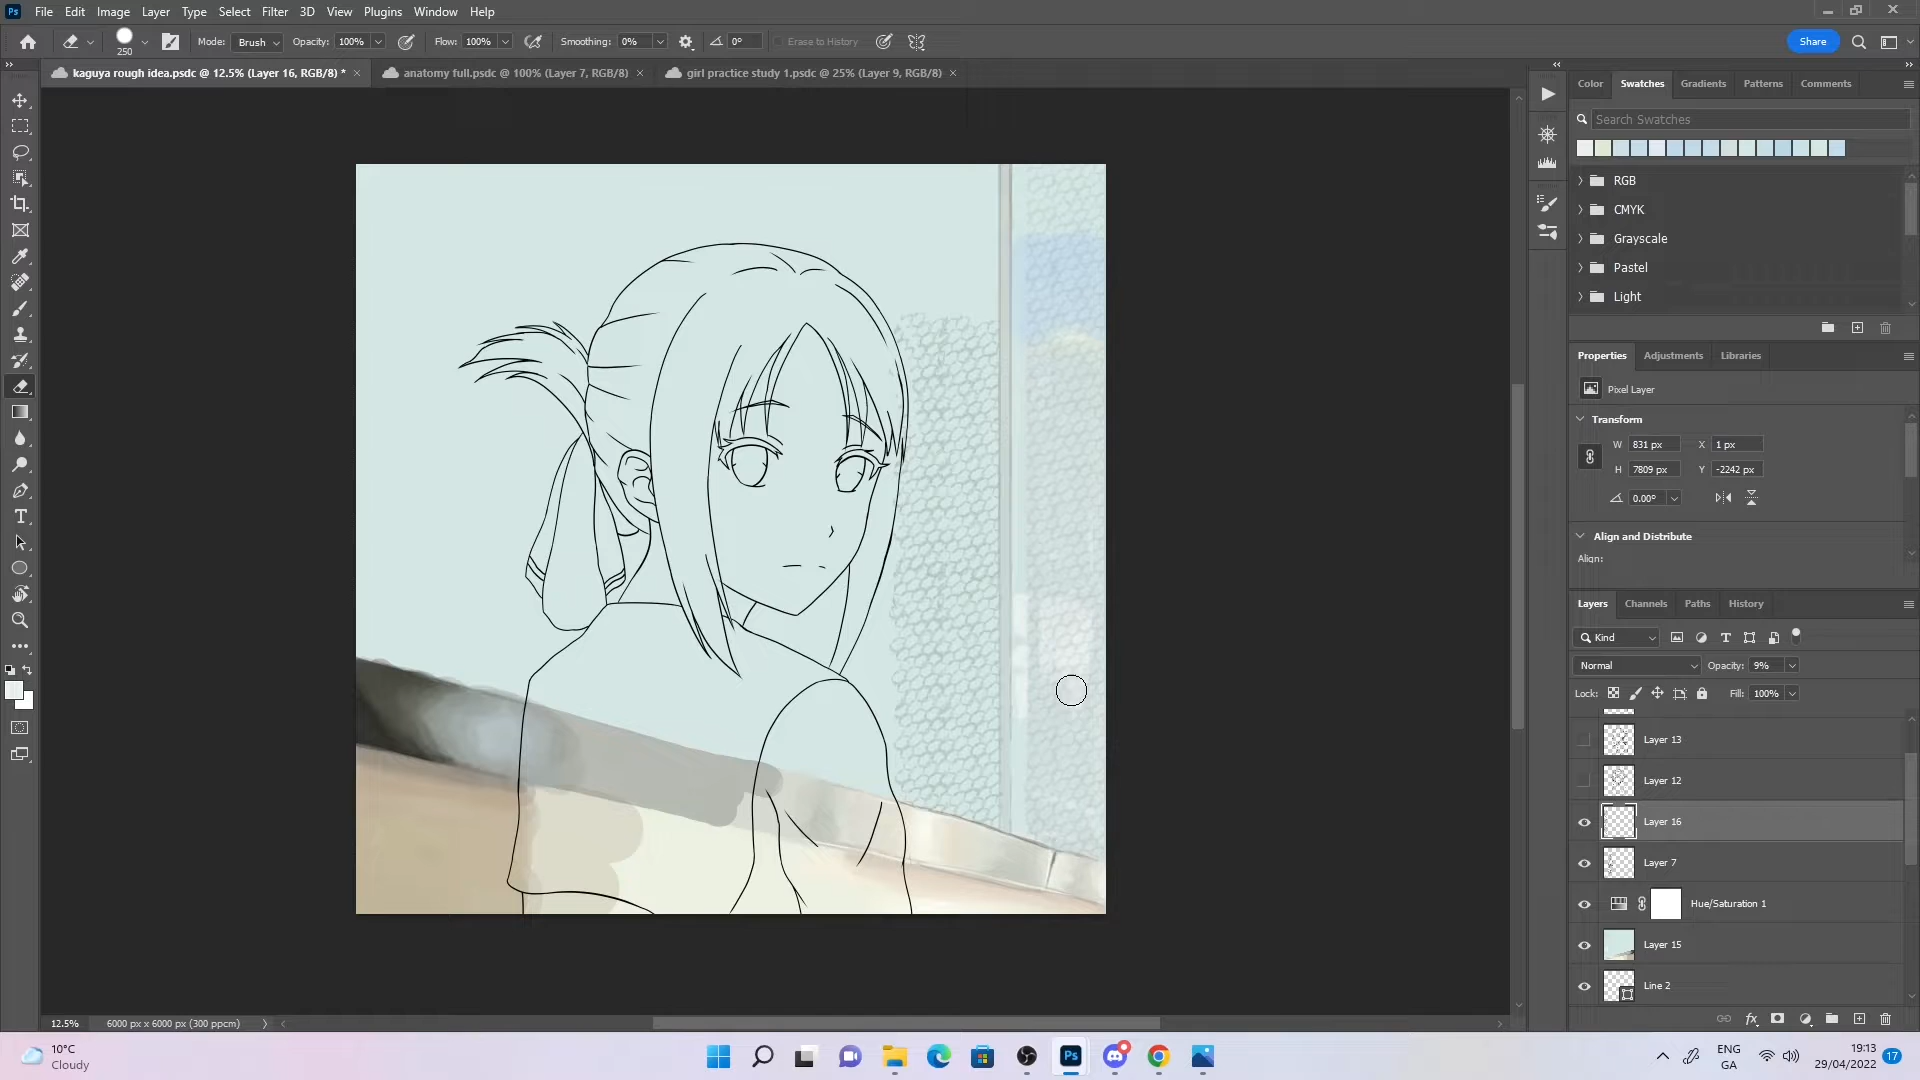 Ps File Edit Image Layer Type Select Filter 3D View Plugins Window Help
250 Mode: Brush Opacity: 100% Flow: 100% Smoothing: 0% 0° Erase to History Share
kaguya rough idea.psdc @ 12.5% (Layer 16, RGB/8) * × anatomy full.psdc @ 100% (Layer 7, RGB/8) × girl practice study 1.psdc @ 25% (Layer 9, RGB/8) ×
Color Swatches Gradients Patterns Comments
Search Swatches
RGB
CMYK
Grayscale
Pastel
Light
Properties Adjustments Libraries
Pixel Layer
Transform
W 831 px X 1 px
H 7809 px Y -2242 px
0.00°
Align and Distribute
Align:
Layers Channels Paths History
Kind
Normal Opacity: 9%
Lock: Fill: 100%
Layer 13
Layer 12
Layer 16
Layer 7
Hue/Saturation 1
Layer 15
Line 2
fx
12.5% 6000 px x 6000 px (300 ppcm)
10°C
Cloudy
Ps
ENG
GA
19:13
29/04/2022
17